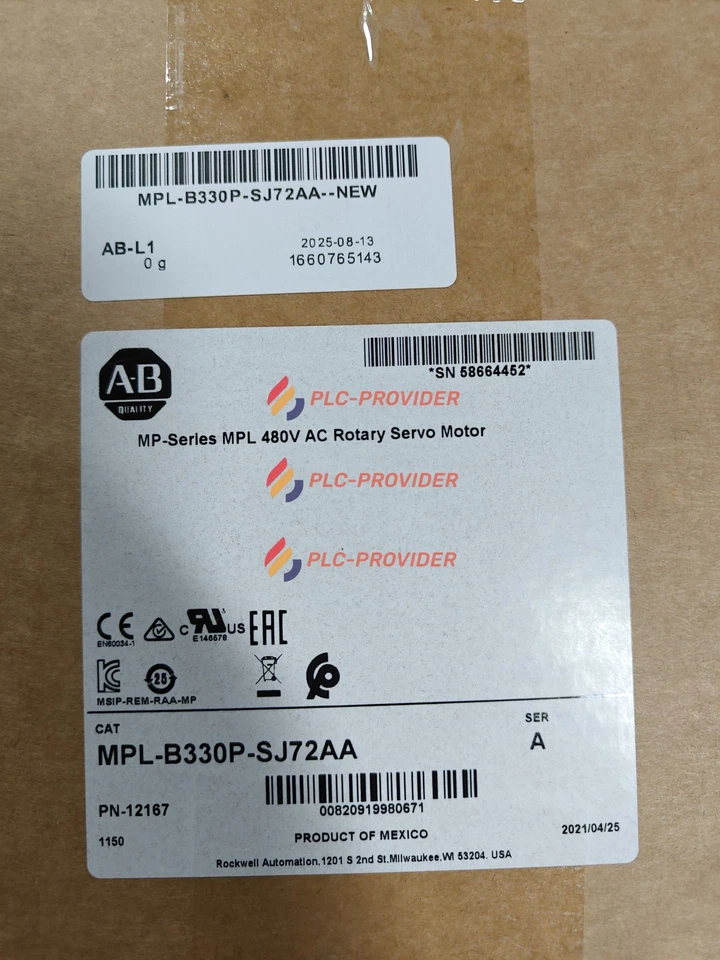 MPL-B330P-SJ72AA--NEW
AB-L1
0 g
2025-08-13
1660765143
A-B
QUALITY
*SN 58664452*
PLC-PROVIDER
MP-Series MPL 480V AC Rotary Servo Motor
PLC-PROVIDER
PLC-PROVIDER
CE
EN60034-1
C RU US
E146578
EAC
KC
25
MSIP-REM-RAA-MP
CAT
SER
MPL-B330P-SJ72AA
A
PN-12167
00820919980671
1150
PRODUCT OF MEXICO
2021/04/25
Rockwell Automation,1201 S 2nd St.Milwaukee.WI 53204. USA